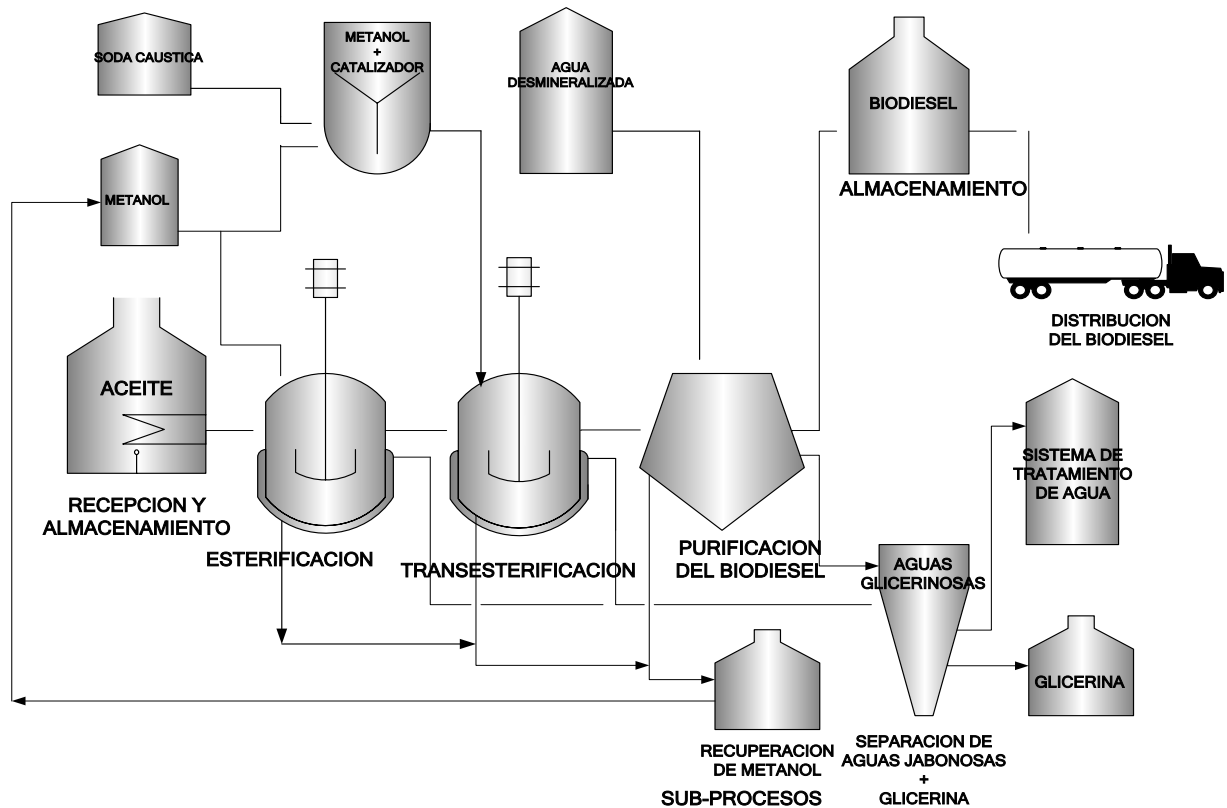 SODA CAUSTICA
METANOL
+
CATALIZADOR
AGUA
DESMINERALIZADA
BIODIESEL
ALMACENAMIENTO
METANOL
DISTRIBUCION
DEL BIODIESEL
ACEITE
RECEPCION Y
ALMACENAMIENTO
ESTERIFICACION
TRANSESTERIFICACION
PURIFICACION
DEL BIODIESEL
SISTEMA DE
TRATAMIENTO
DE AGUA
AGUAS
GLICERINOSAS
GLICERINA
RECUPERACION
DE METANOL
SUB-PROCESOS
SEPARACION DE
AGUAS JABONOSAS
+
GLICERINA